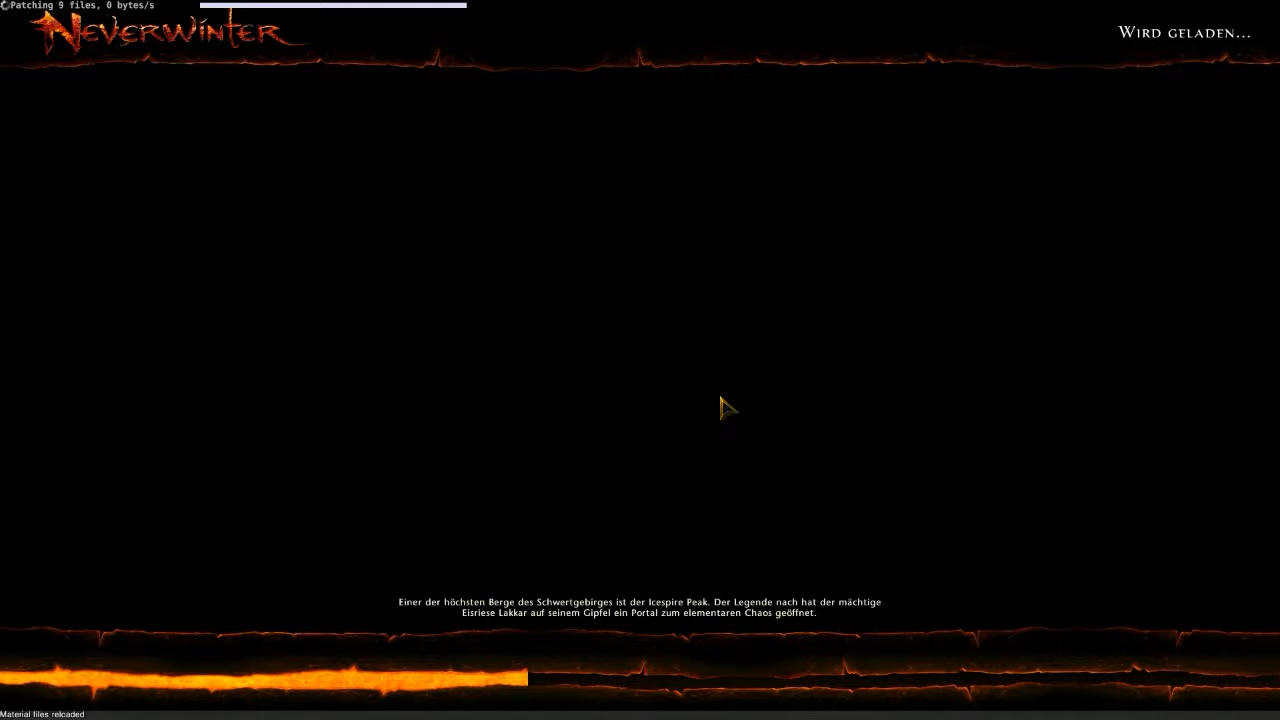 Patching 9 files, 0 bytes/s
NEVERWINTER
WIRD GELADEN...
Einer der höchsten Berge des Schwertgebirges ist der Icespire Peak. Der Legende nach hat der mächtige
Eisriese Lakkar auf seinem Gipfel ein Portal zum elementaren Chaos geöffnet.
Material files reloaded